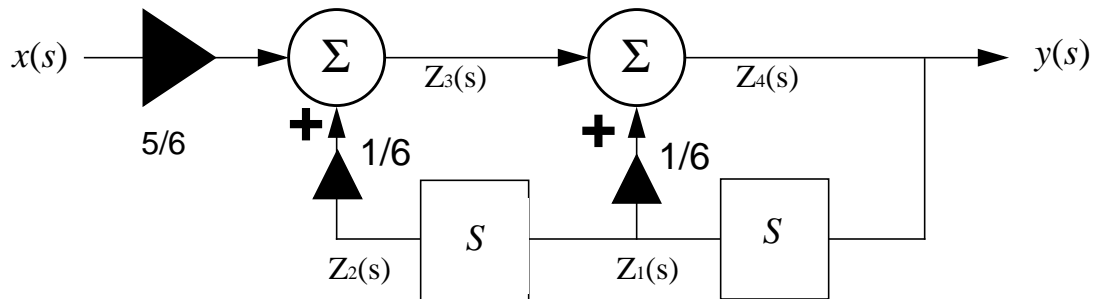 x(s)
Σ
Z₃(s)
Σ
Z₄(s)
y(s)
5/6
+
1/6
+
1/6
S
S
Z₂(s)
Z₁(s)